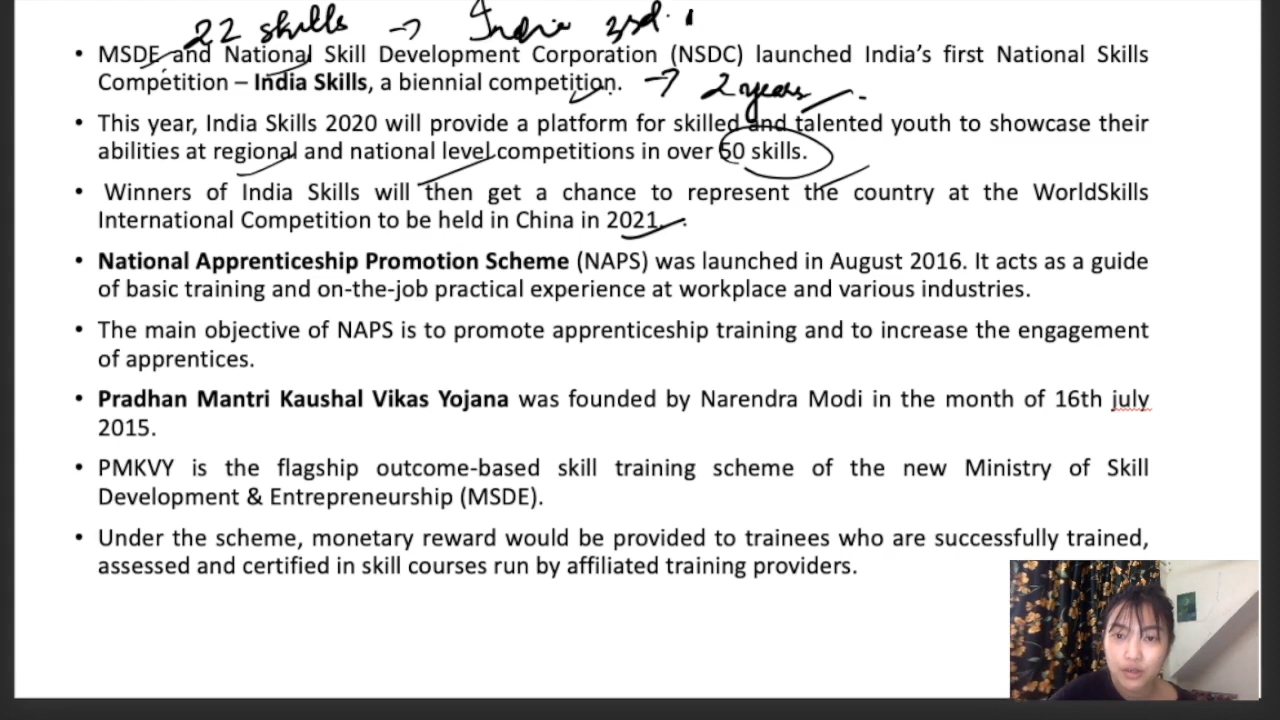 22 skills → India 3rd.
• MSDE and National Skill Development Corporation (NSDC) launched India's first National Skills
Competition – India Skills, a biennial competition. → 2 years
• This year, India Skills 2020 will provide a platform for skilled and talented youth to showcase their
abilities at regional and national level competitions in over 50 skills.
• Winners of India Skills will then get a chance to represent the country at the WorldSkills
International Competition to be held in China in 2021.
• National Apprenticeship Promotion Scheme (NAPS) was launched in August 2016. It acts as a guide
of basic training and on-the-job practical experience at workplace and various industries.
• The main objective of NAPS is to promote apprenticeship training and to increase the engagement
of apprentices.
• Pradhan Mantri Kaushal Vikas Yojana was founded by Narendra Modi in the month of 16th july
2015.
• PMKVY is the flagship outcome-based skill training scheme of the new Ministry of Skill
Development & Entrepreneurship (MSDE).
• Under the scheme, monetary reward would be provided to trainees who are successfully trained,
assessed and certified in skill courses run by affiliated training providers.